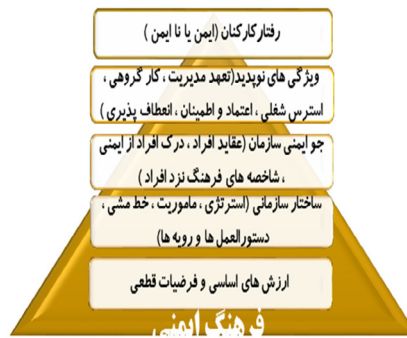 رفتار کارکنان (ایمن یا نا ایمن )
ویژگی های نوپدید(تعهد مدیریت ، کار گروهی ،
استرس شغلی ، اعتماد و اطمینان ، انعطاف پذیری )
جو ایمنی سازمان (عقاید افراد ، درک افراد از ایمنی
، شاخصه های فرهنگ نزد افراد )
ساختار سازمانی (استرتژی ، ماموریت ، خط مشی ،
دستورالعمل ها و رویه ها)
ارزش های اساسی و فرضیات قطعی
فرهنگ ایمنی